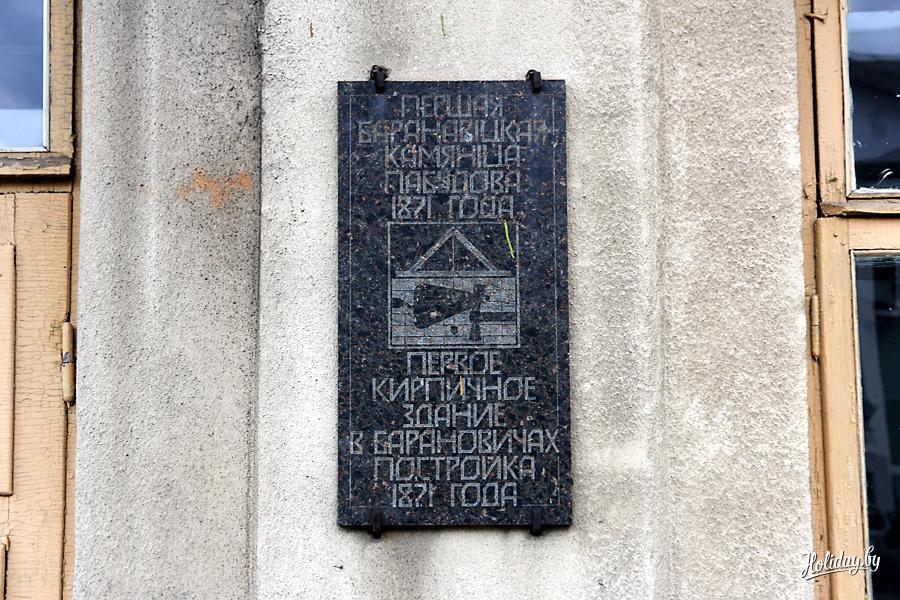 ПЕРШАЯ
БАРАНАВІЦКАЯ
КАМЯНІЦА
ПАБУДОВА
1871 ГОДА
ПЕРВОЕ
КИРПИЧНОЕ
ЗДАНИЕ
В БАРАНОВИЧАХ
ПОСТРОЙКА
1871 ГОДА
Holiday.by